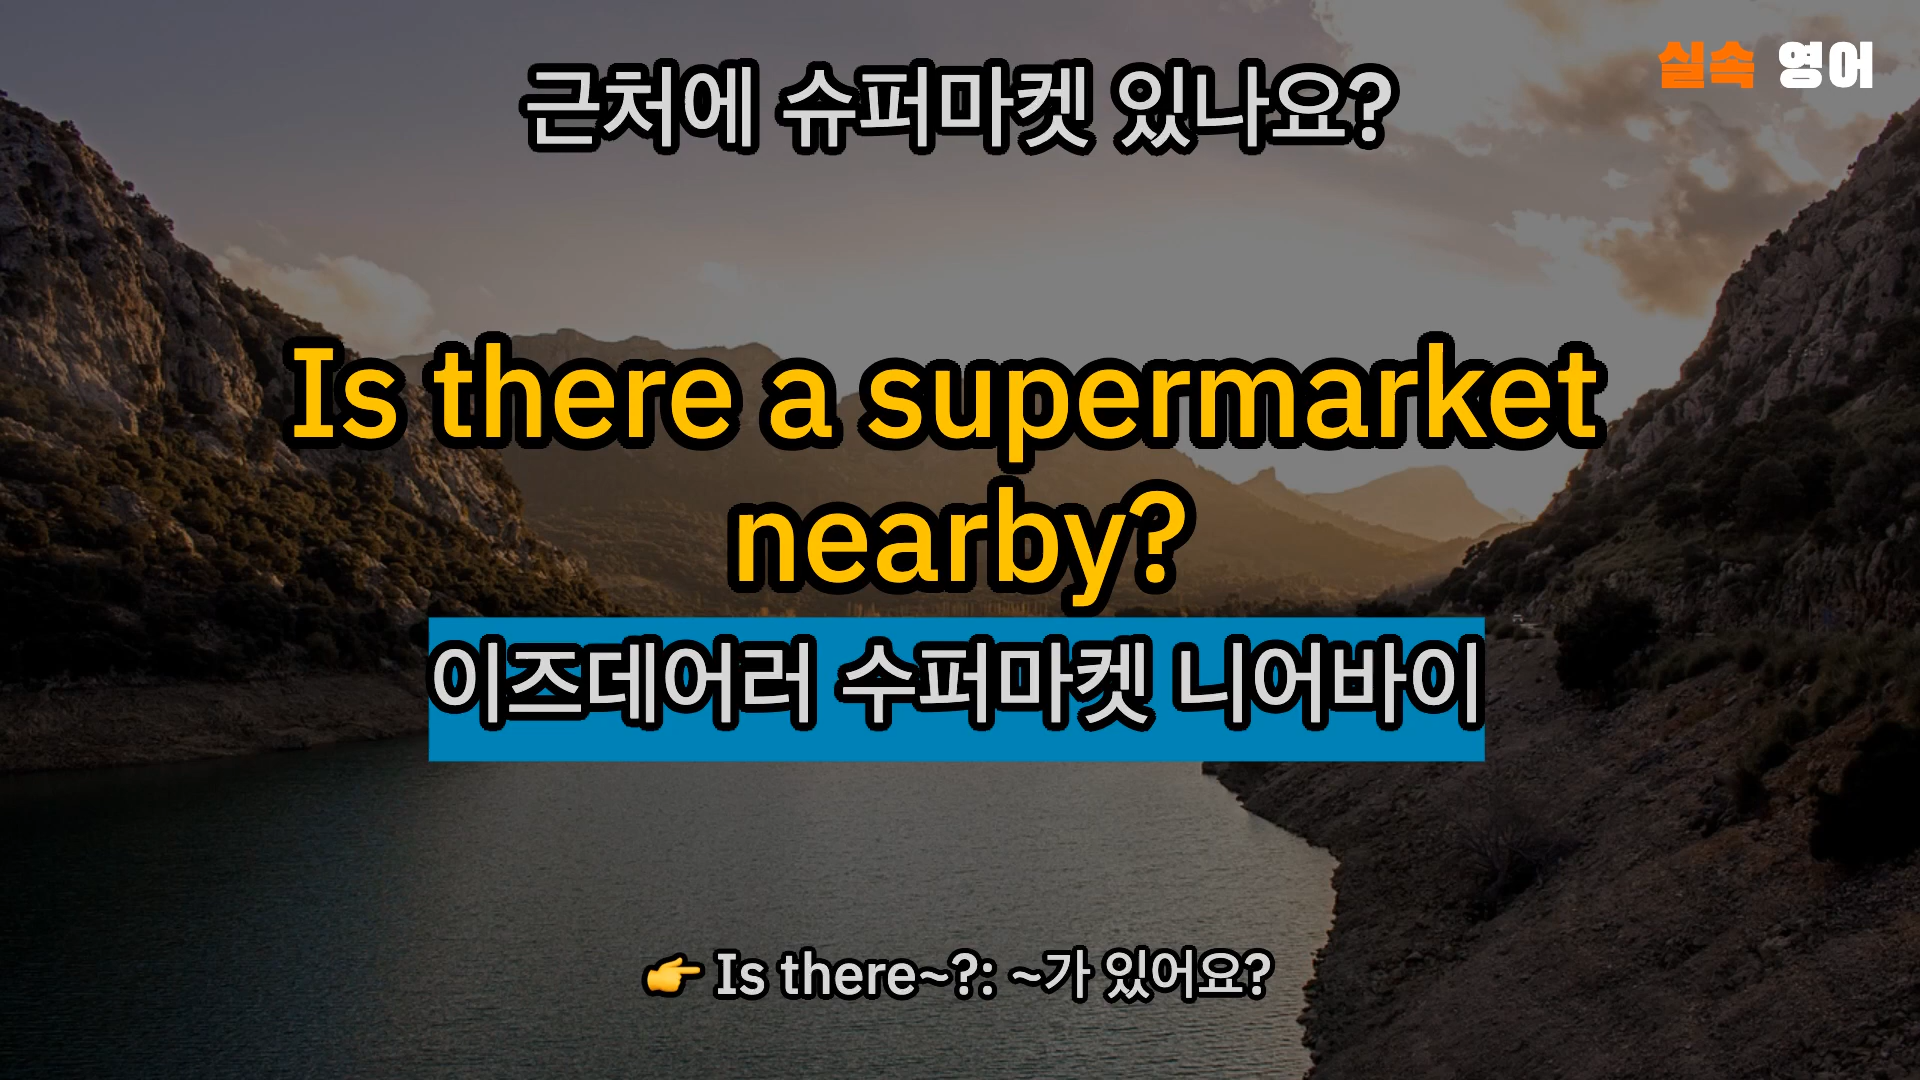 실속 영어
근처에 슈퍼마켓 있나요?
Is there a supermarket
nearby?
이즈데어러 수퍼마켓 니어바이
👉 Is there~?: ~가 있어요?